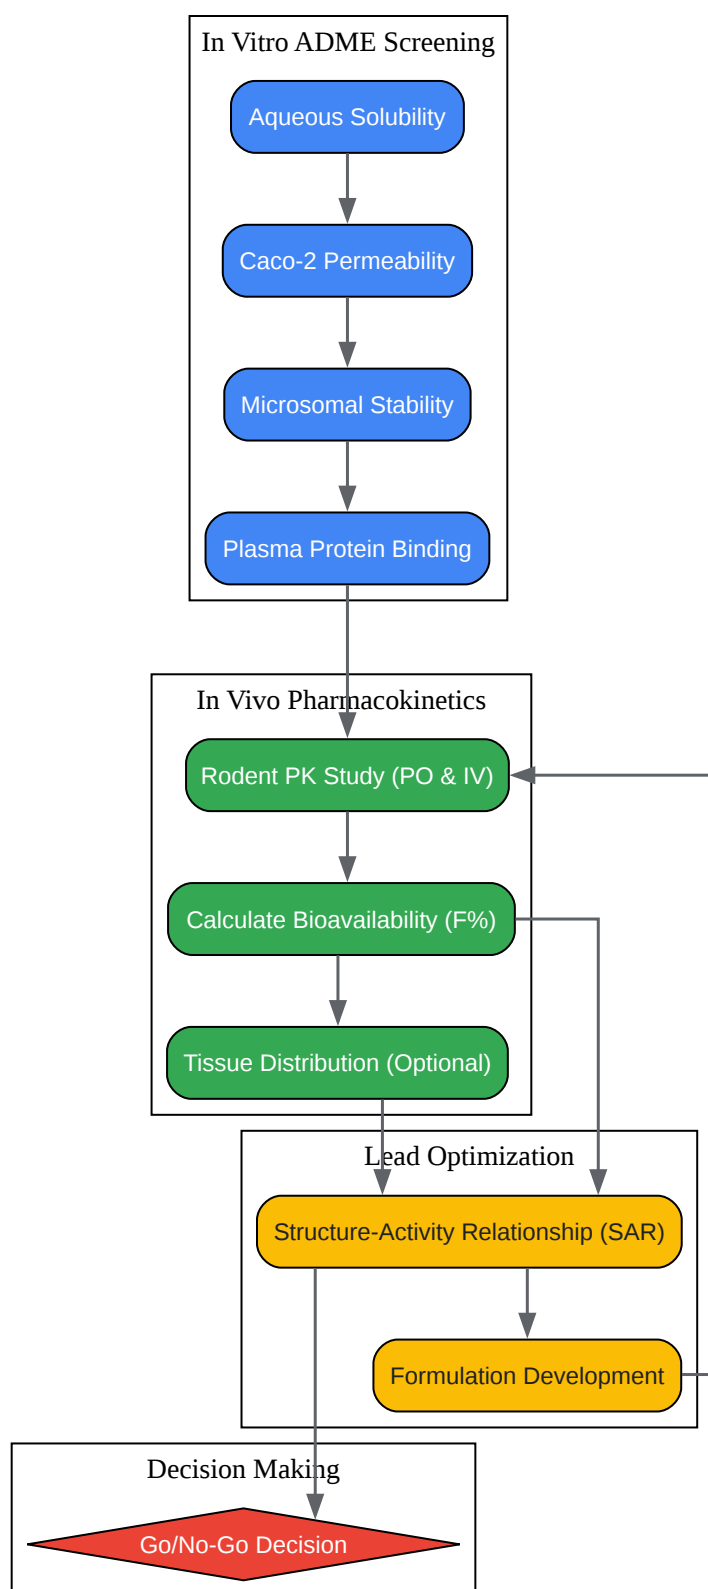 In Vitro ADME Screening
Aqueous Solubility
Caco-2 Permeability
Microsomal Stability
Plasma Protein Binding
In Vivo Pharmacokinetics
Rodent PK Study (PO & IV)
Calculate Bioavailability (F%)
Tissue Distribution (Optional)
Lead Optimization
Structure-Activity Relationship (SAR)
Formulation Development
Decision Making
Go/No-Go Decision